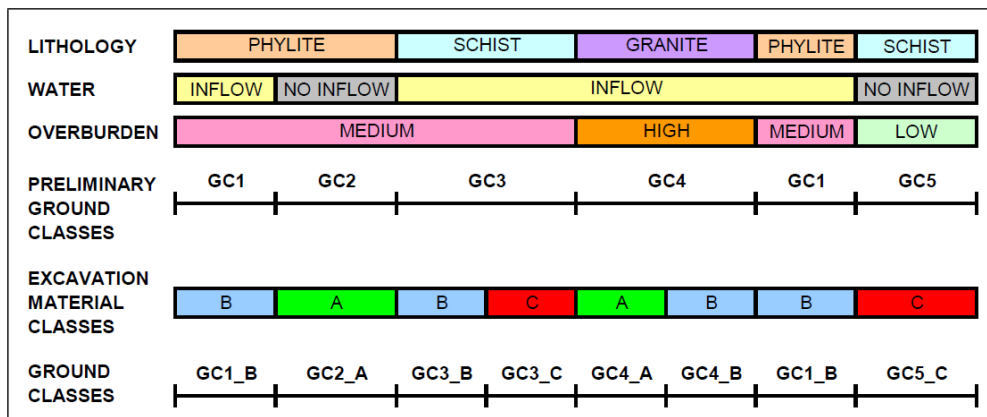 LITHOLOGY PHYLITE SCHIST GRANITE PHYLITE SCHIST
WATER INFLOW NO INFLOW INFLOW NO INFLOW
OVERBURDEN MEDIUM HIGH MEDIUM LOW
PRELIMINARY GC1 GC2 GC3 GC4 GC1 GC5
GROUND
CLASSES
EXCAVATION
MATERIAL B A B C A B B C
CLASSES
GROUND GC1_B GC2_A GC3_B GC3_C GC4_A GC4_B GC1_B GC5_C
CLASSES